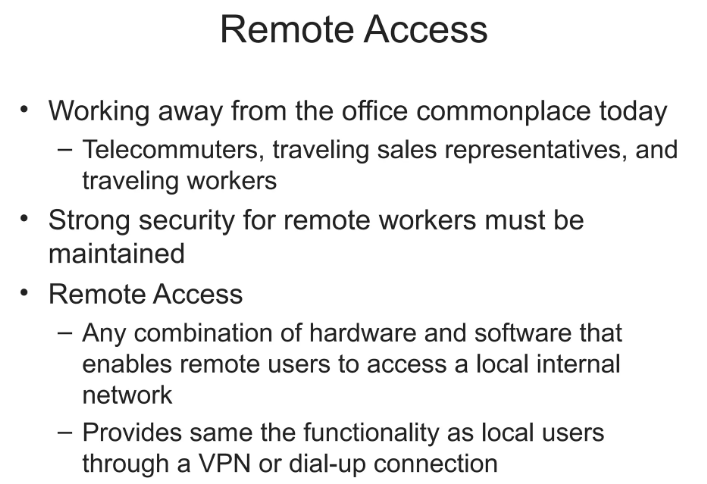 Remote Access
• Working away from the office commonplace today
– Telecommuters, traveling sales representatives, and
traveling workers
• Strong security for remote workers must be
maintained
• Remote Access
– Any combination of hardware and software that
enables remote users to access a local internal
network
– Provides same the functionality as local users
through a VPN or dial-up connection